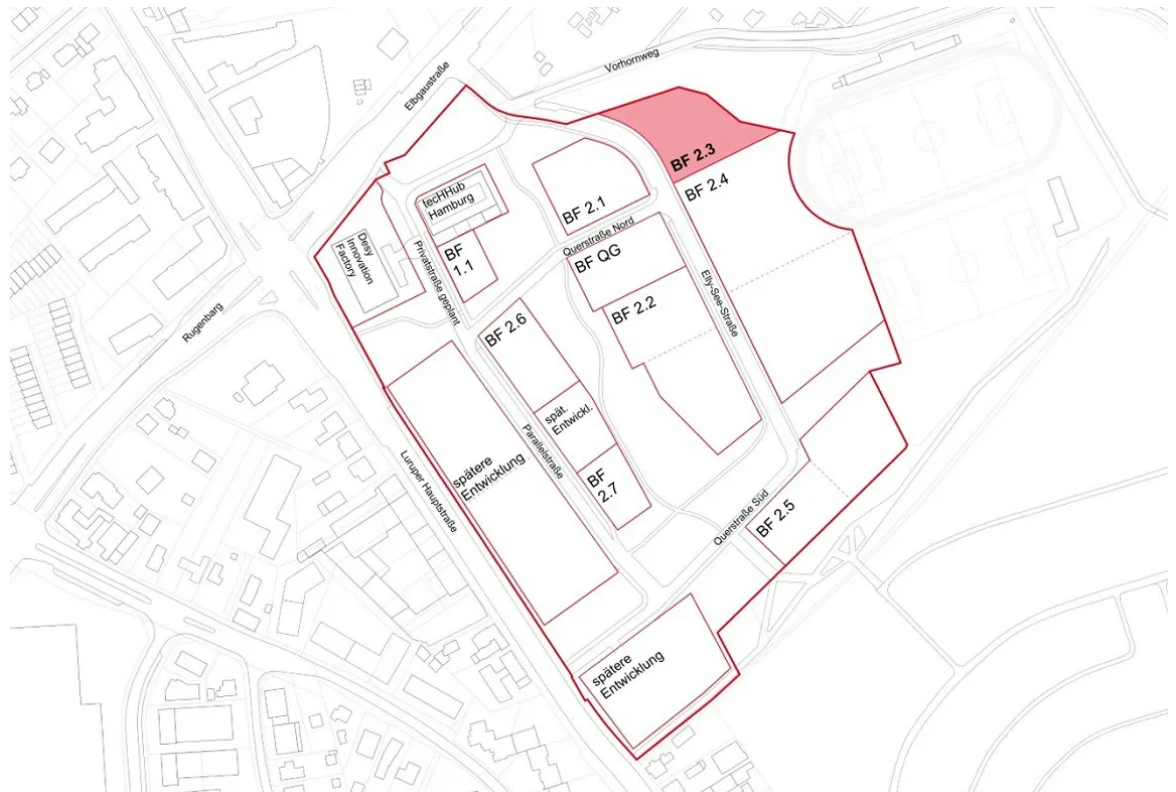 Vorhornweg
Elbgaustraße
BF 2.3
BF 2.4
tecHHub
Hamburg
BF 2.1
Desy
Innovation
Factory
Querstraße Nord
BF
1.1
BF QG
Privatstraße geplant
Elly-See-Straße
BF 2.2
Rugenbarg
BF 2.6
spät.
Entwickl.
Parallelstraße
spätere
Entwicklung
Luruper Hauptstraße
BF
2.7
Querstraße Süd
BF 2.5
spätere
Entwicklung